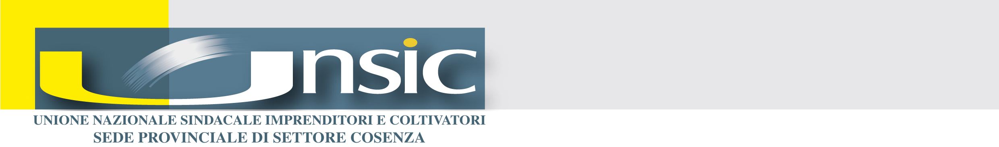 Unsic
UNIONE NAZIONALE SINDACALE IMPRENDITORI E COLTIVATORI
SEDE PROVINCIALE DI SETTORE COSENZA